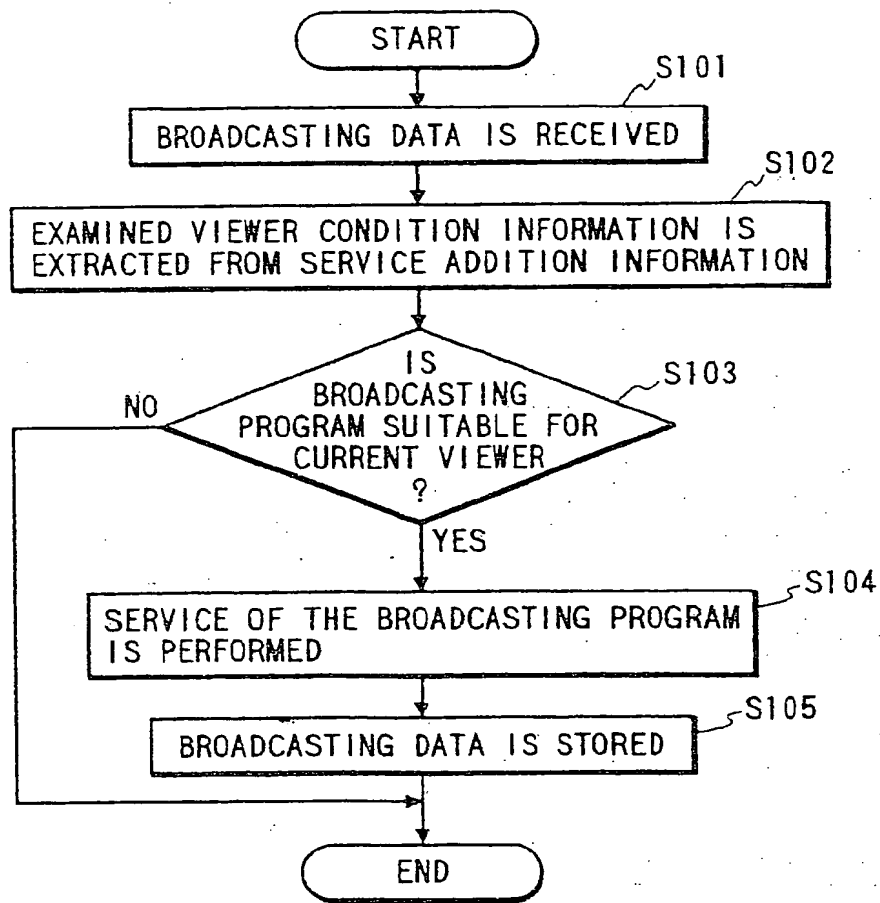 START
S101
BROADCASTING DATA IS RECEIVED
S102
EXAMINED VIEWER CONDITION INFORMATION IS
EXTRACTED FROM SERVICE ADDITION INFORMATION
S103
IS
BROADCASTING
PROGRAM SUITABLE FOR
CURRENT VIEWER
?
NO
YES
S104
SERVICE OF THE BROADCASTING PROGRAM
IS PERFORMED
S105
BROADCASTING DATA IS STORED
END